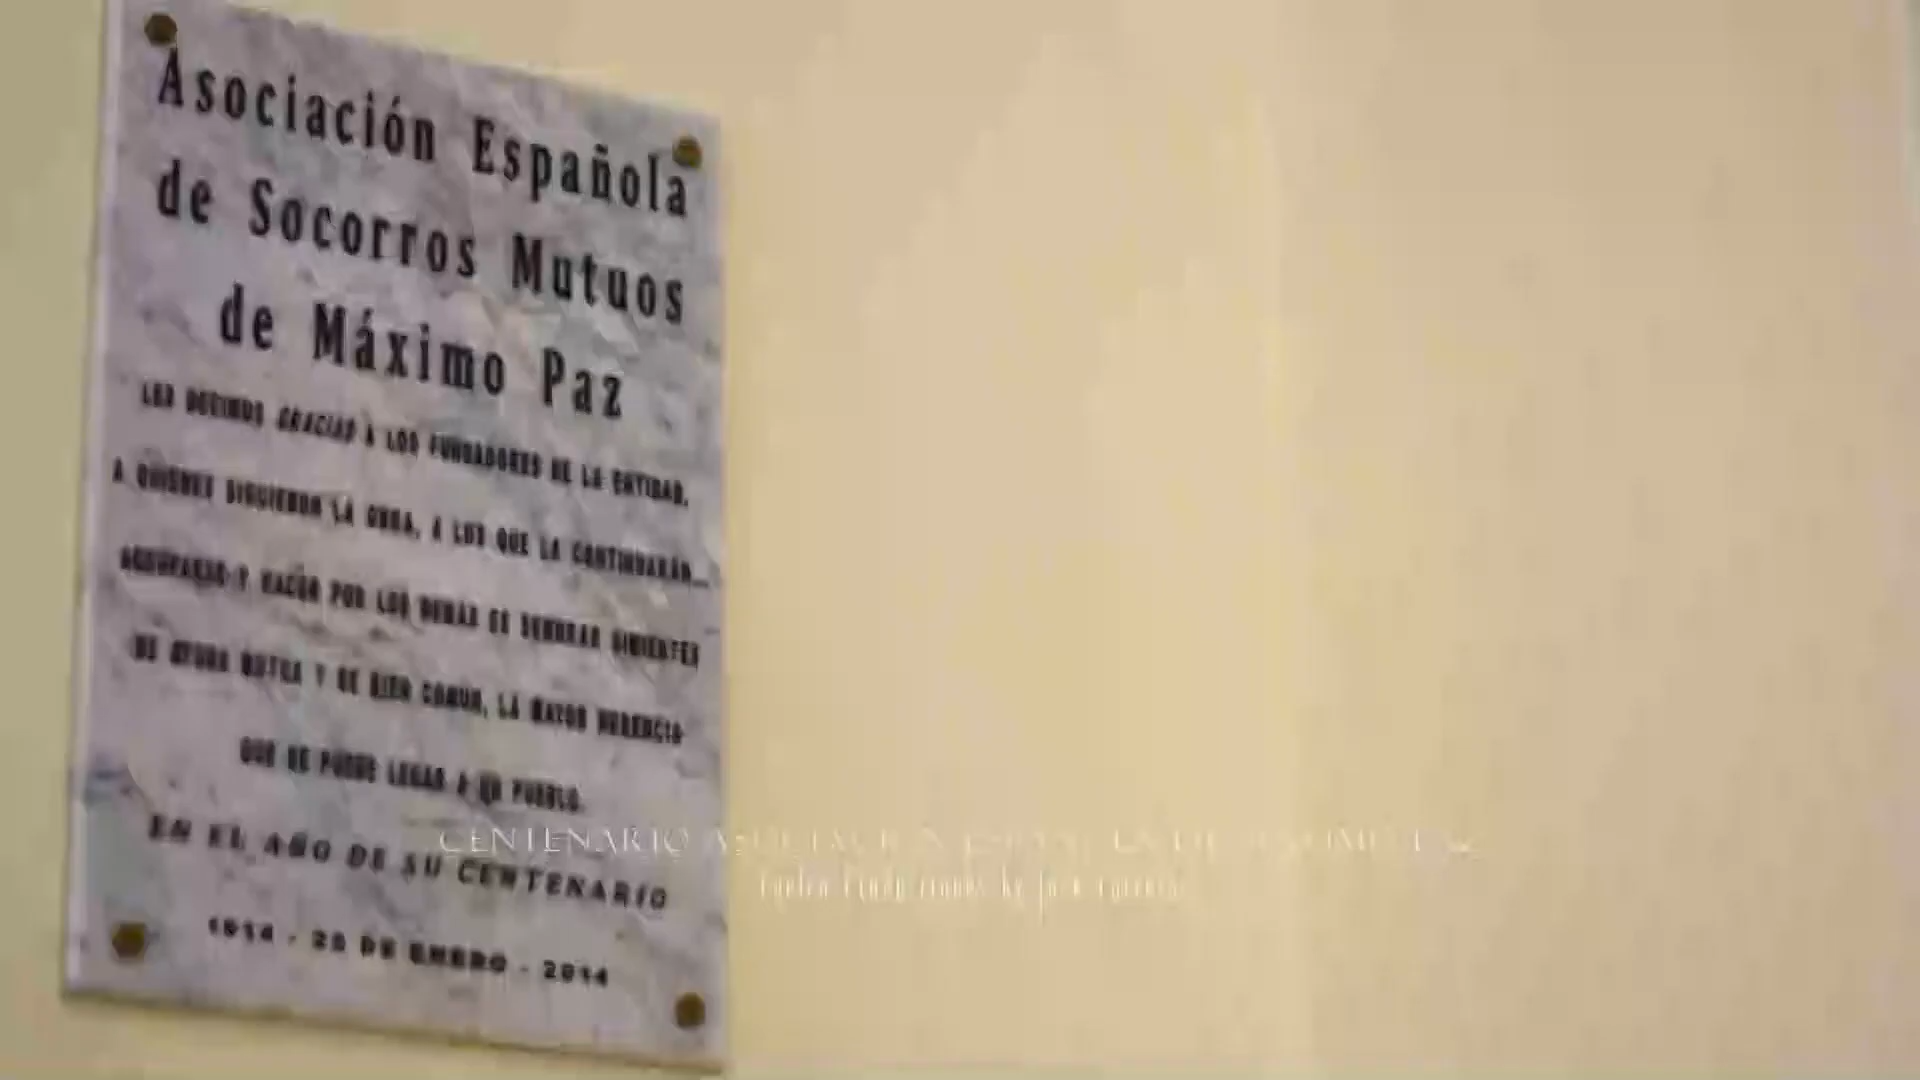 Asociación Española
de Socorros Mutuos
de Máximo Paz
LES DECIMOS GRACIAS A LOS FUNDADORES DE LA ENTIDAD,
A QUIENES SIGUIERON LA OBRA, A LOS QUE LA CONTINUARÁN...
AGRUPARSE Y HACER POR LOS DEMÁS ES SEMBRAR SIMIENTES
DE AYUDA MUTUA Y DE BIEN COMÚN, LA MAYOR HERENCIA
QUE SE PUEDE LEGAR A UN PUEBLO.
EN EL AÑO DE SU CENTENARIO
1914 - 25 DE ENERO - 2014
CENTENARIO ASOCIACION